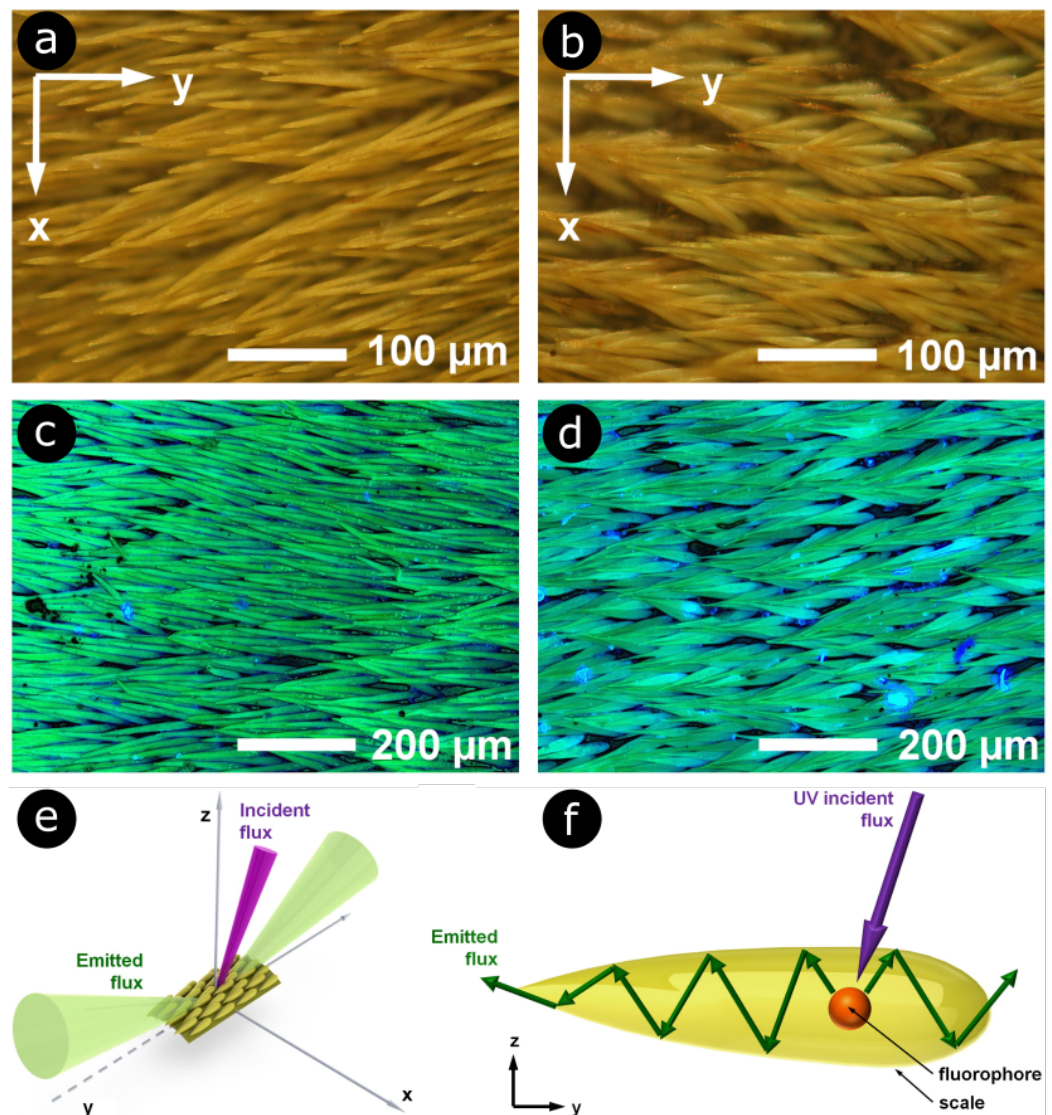 a
y
x
100 µm
b
y
x
100 µm
c
200 µm
d
200 µm
e
z
Incident
flux
Emitted
flux
y
x
f
UV incident
flux
Emitted
flux
z
y
fluorophore
scale